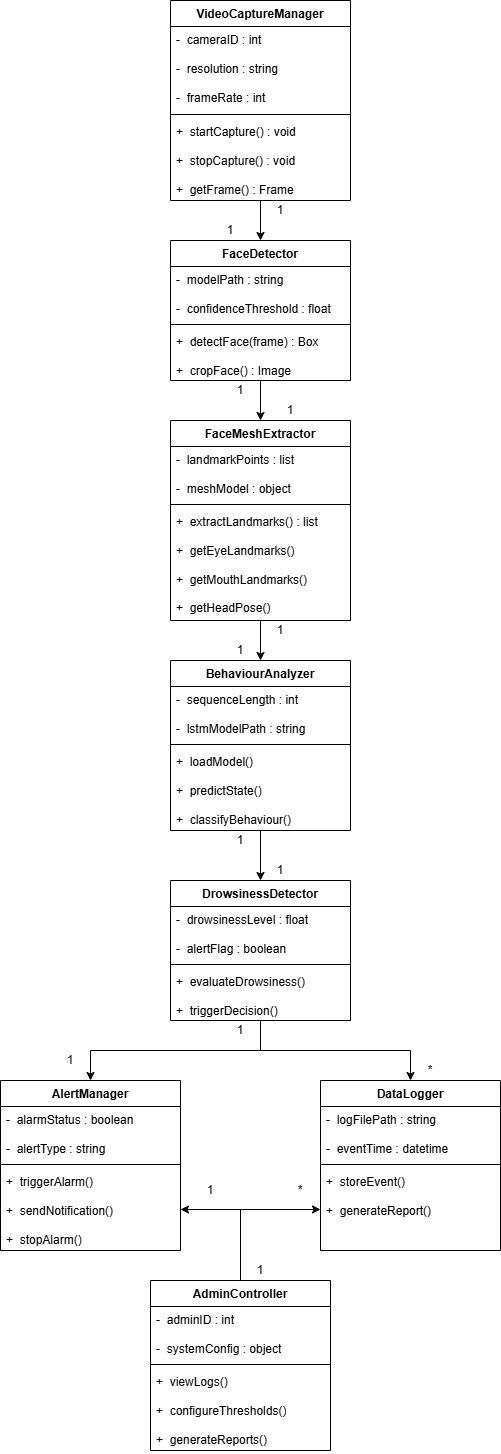 VideoCaptureManager
- cameraID : int
- resolution : string
- frameRate : int
+ startCapture() : void
+ stopCapture() : void
+ getFrame() : Frame
1
1
FaceDetector
- modelPath : string
- confidenceThreshold : float
+ detectFace(frame) : Box
+ cropFace() : Image
1
1
FaceMeshExtractor
- landmarkPoints : list
- meshModel : object
+ extractLandmarks() : list
+ getEyeLandmarks()
+ getMouthLandmarks()
+ getHeadPose()
1
1
BehaviourAnalyzer
- sequenceLength : int
- lstmModelPath : string
+ loadModel()
+ predictState()
+ classifyBehaviour()
1
1
DrowsinessDetector
- drowsinessLevel : float
- alertFlag : boolean
+ evaluateDrowsiness()
+ triggerDecision()
1
1
*
AlertManager
- alarmStatus : boolean
- alertType : string
+ triggerAlarm()
+ sendNotification()
+ stopAlarm()
DataLogger
- logFilePath : string
- eventTime : datetime
+ storeEvent()
+ generateReport()
1
*
1
AdminController
- adminID : int
- systemConfig : object
+ viewLogs()
+ configureThresholds()
+ generateReports()